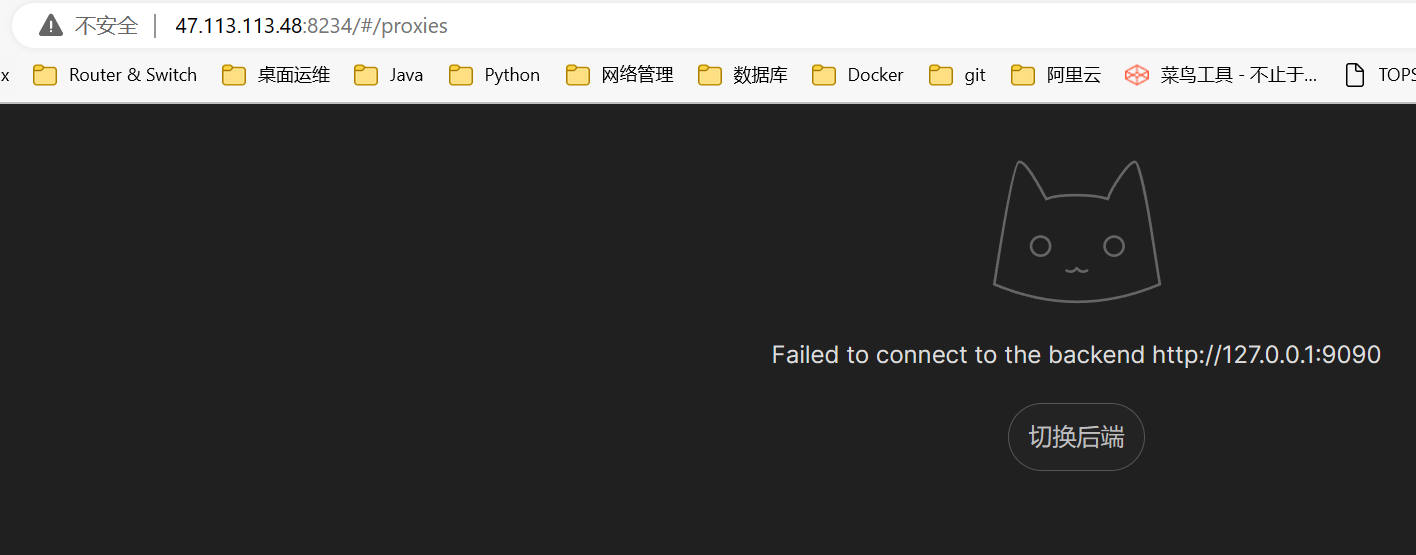 不安全 47.113.113.48:8234/#/proxies
x Router & Switch 桌面运维 Java Python 网络管理 数据库 Docker git 阿里云 菜鸟工具 - 不止于... TOPS
Failed to connect to the backend http://127.0.0.1:9090
切换后端